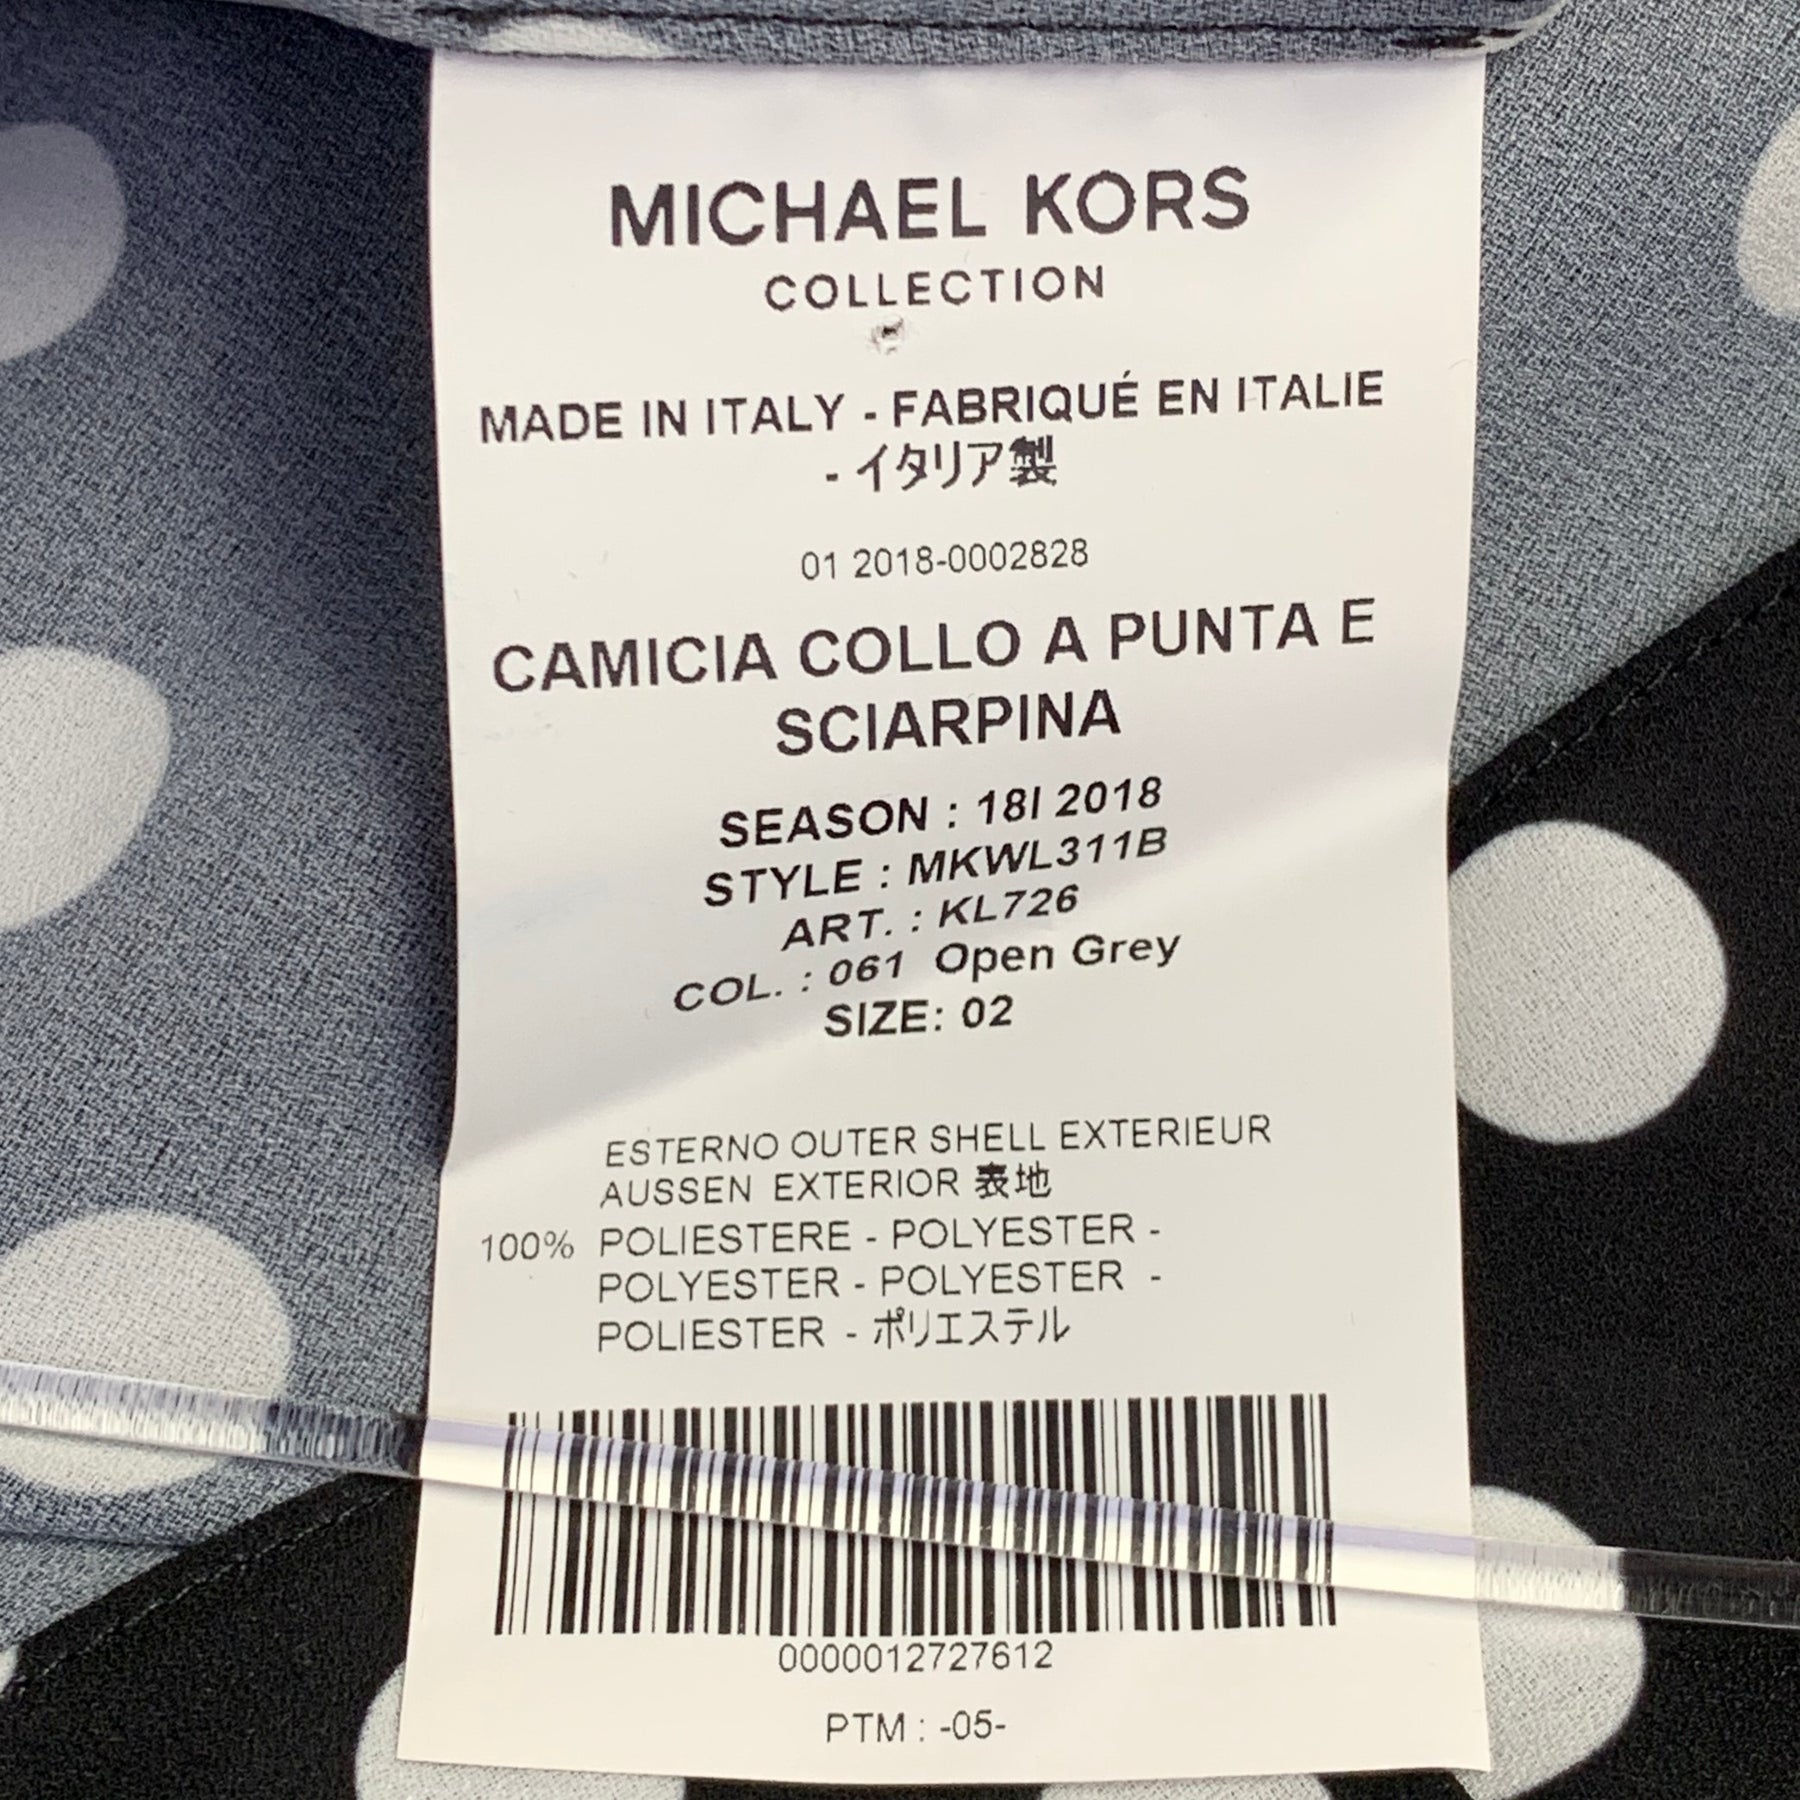 MICHAEL KORS
COLLECTION
MADE IN ITALY - FABRIQUÉ EN ITALIE
- イタリア製
01 2018-0002828
CAMICIA COLLO A PUNTA E
SCIARPINA
SEASON : 18I 2018
STYLE : MKWL311B
ART. : KL726
COL. : 061 Open Grey
SIZE: 02
ESTERNO OUTER SHELL EXTERIEUR
AUSSEN EXTERIOR 表地
100% POLIESTERE - POLYESTER -
POLYESTER - POLYESTER -
POLIESTER - ポリエステル
0000012727612
PTM : -05-